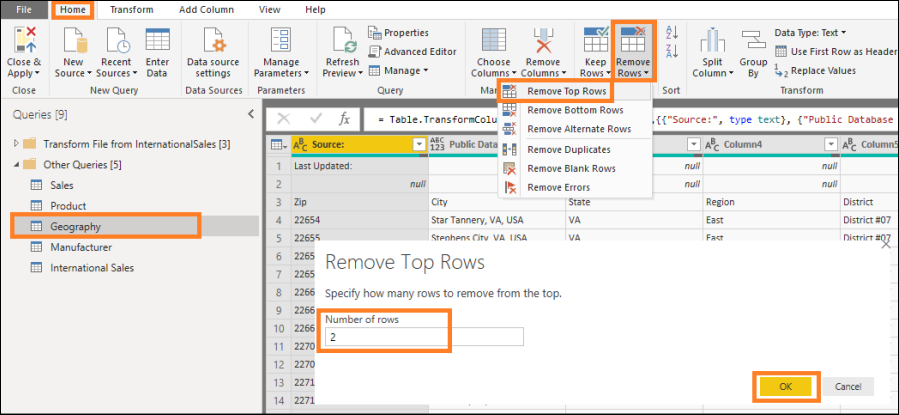 File Home Transform Add Column View Help
Properties Data Type: Text
Advanced Editor Use First Row as Header
Close & New Recent Enter Data source Manage Refresh Manage Choose Remove Keep Remove Split Group Replace Values
Apply Source Sources Data settings Parameters Preview Columns Columns Rows Rows Column By
Close New Query Data Sources Parameters Query Sort Transform
Remove Top Rows
Remove Bottom Rows
Remove Alternate Rows
Remove Duplicates
Remove Blank Rows
Remove Errors
Queries [9]
Transform File from InternationalSales [3]
Other Queries [5]
Sales
Product
Geography
Manufacturer
International Sales
fx = Table.TransformColu ,{{"Source:", type text}, {"Public Database
ABC Source: ABC 123 Public Data ABC Column4 ABC Column5
1 Last Updated: null null
2 null null null
3 Zip City State Region District
4 22654 Star Tannery, VA, USA VA East District #07
5 22655 Stephens City, VA, USA VA East District #07
6 2265
7 2265
8 2266
9 2266
10 2266
11 2270
12 2270
13 2271
14 2271
Remove Top Rows
Specify how many rows to remove from the top.
Number of rows
2
OK Cancel